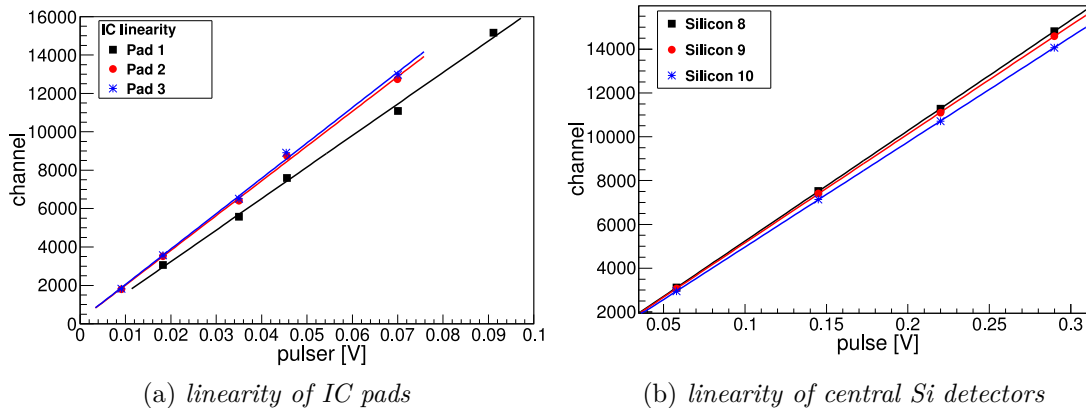 IC linearity
Pad 1
Pad 2
Pad 3
channel
16000
14000
12000
10000
8000
6000
4000
2000
0
0 0.01 0.02 0.03 0.04 0.05 0.06 0.07 0.08 0.09 0.1
pulser [V]
(a) linearity of IC pads
Silicon 8
Silicon 9
Silicon 10
channel
14000
12000
10000
8000
6000
4000
2000
0.05 0.1 0.15 0.2 0.25 0.3
pulse [V]
(b) linearity of central Si detectors